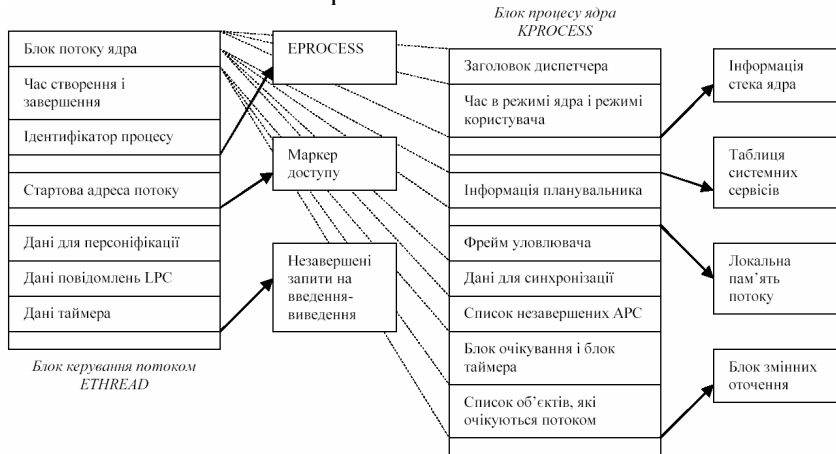 Блок процесу ядра
KPROCESS
Блок потоку ядра
Час створення і
завершення
Ідентифікатор процесу
Стартова адреса потоку
Дані для персоніфікації
Дані повідомлень LPC
Дані таймера
Блок керування потоком
ETHREAD
EPROCESS
Маркер
доступу
Незавершені
запити на
введення-
виведення
Заголовок диспетчера
Час в режимі ядра і режимі
користувача
Інформація планувальника
Фрейм уловлювача
Дані для синхронізації
Список незавершених APC
Блок очікування і блок
таймера
Список об’єктів, які
очікуються потоком
Інформація
стека ядра
Таблиця
системних
сервісів
Локальна
пам’ять
потоку
Блок змінних
оточення